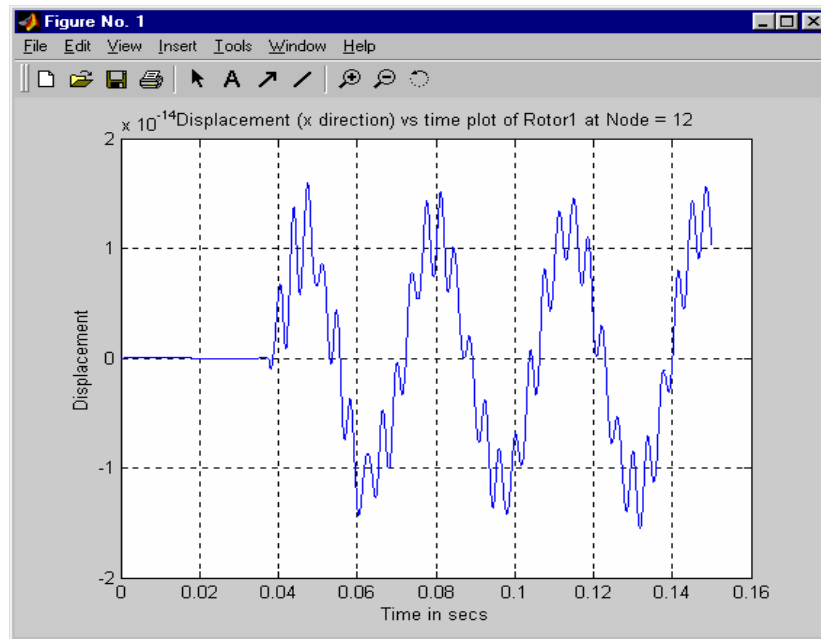 Figure No. 1
File Edit View Insert Tools Window Help
A
x 10^-14 Displacement (x direction) vs time plot of Rotor1 at Node = 12
2
1
0
-1
-2
Displacement
0 0.02 0.04 0.06 0.08 0.1 0.12 0.14 0.16
Time in secs